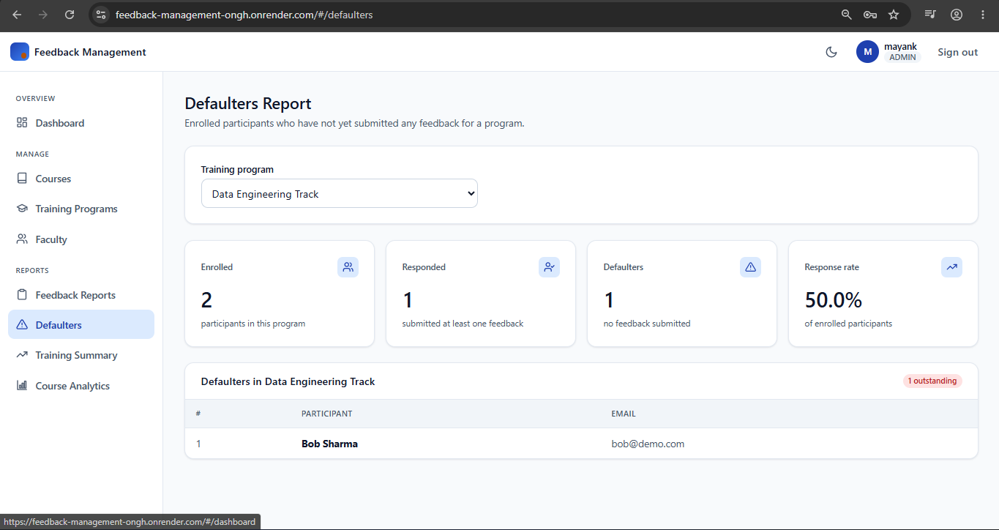 feedback-management-ongh.onrender.com/#/defaulters
Feedback Management
M
mayank
ADMIN
Sign out
OVERVIEW
Dashboard
MANAGE
Courses
Training Programs
Faculty
REPORTS
Feedback Reports
Defaulters
Training Summary
Course Analytics
Defaulters Report
Enrolled participants who have not yet submitted any feedback for a program.
Training program
Data Engineering Track
Enrolled
2
participants in this program
Responded
1
submitted at least one feedback
Defaulters
1
no feedback submitted
Response rate
50.0%
of enrolled participants
Defaulters in Data Engineering Track
1 outstanding
# PARTICIPANT EMAIL
1 Bob Sharma bob@demo.com
https://feedback-management-ongh.onrender.com/#/dashboard